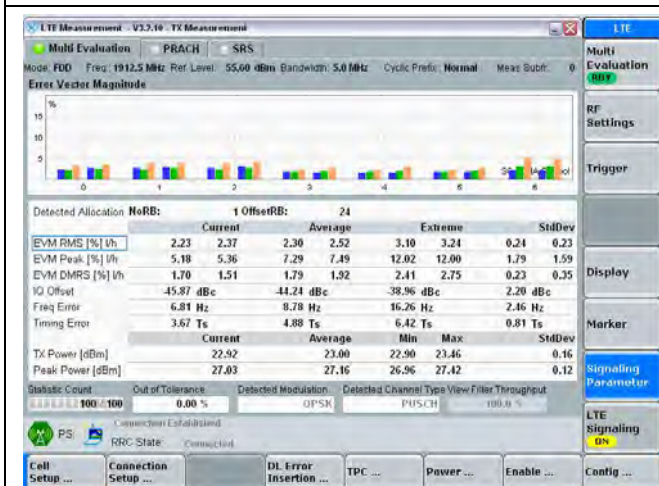 LTE Measurement - V3.2.10 - TX Measurement
LTE
Multi Evaluation PRACH SRS
Mode: FDD Freq.: 1912.5 MHz Ref. Level: 55.60 dBm Bandwidth: 5.0 MHz Cyclic Prefix: Normal Meas Subfr.: 0
Error Vector Magnitude
%
15
10
5
0 1 2 3 4 6 6
Detected Allocation NoRB: 1 OffsetRB: 24
Current Average Extreme StdDev
EVM RMS [%] l/h 2.23 2.37 2.30 2.52 3.10 3.24 0.24 0.23
EVM Peak [%] l/h 5.18 5.36 7.29 7.49 12.02 12.00 1.79 1.59
EVM DMRS [%] l/h 1.70 1.51 1.79 1.92 2.41 2.75 0.23 0.35
IQ Offset -45.87 dBc -44.24 dBc -38.96 dBc 2.20 dBc
Freq Error 6.81 Hz 8.78 Hz 16.26 Hz 2.46 Hz
Timing Error 3.67 Ts 4.88 Ts 6.42 Ts 0.81 Ts
Current Average Min Max StdDev
TX Power [dBm] 22.92 23.00 22.90 23.46 0.16
Peak Power [dBm] 27.03 27.16 26.96 27.42 0.12
Statistic Count Out of Tolerance Detected Modulation Detected Channel Type View Filter Throughput
100 / 100 0.00 % QPSK PUSCH 100.0 %
PS: Connection Established
RRC State: Connected
Multi
Evaluation
RDY
RF
Settings
Trigger
Display
Marker
Signaling
Parameter
LTE
Signaling
ON
Cell
Setup ...
Connection
Setup ...
DL Error
Insertion ...
TPC ...
Power ...
Enable ...
Config ...